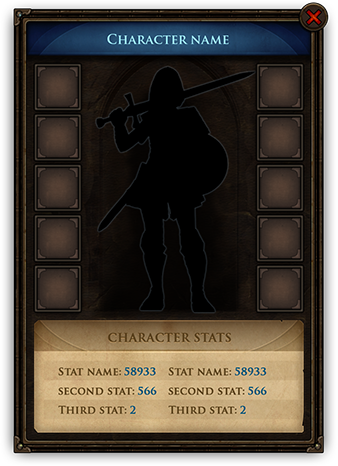 Character name
Character stats
Stat name: 58933 Stat name: 58933
second stat: 566 second stat: 566
Third stat: 2 Third stat: 2